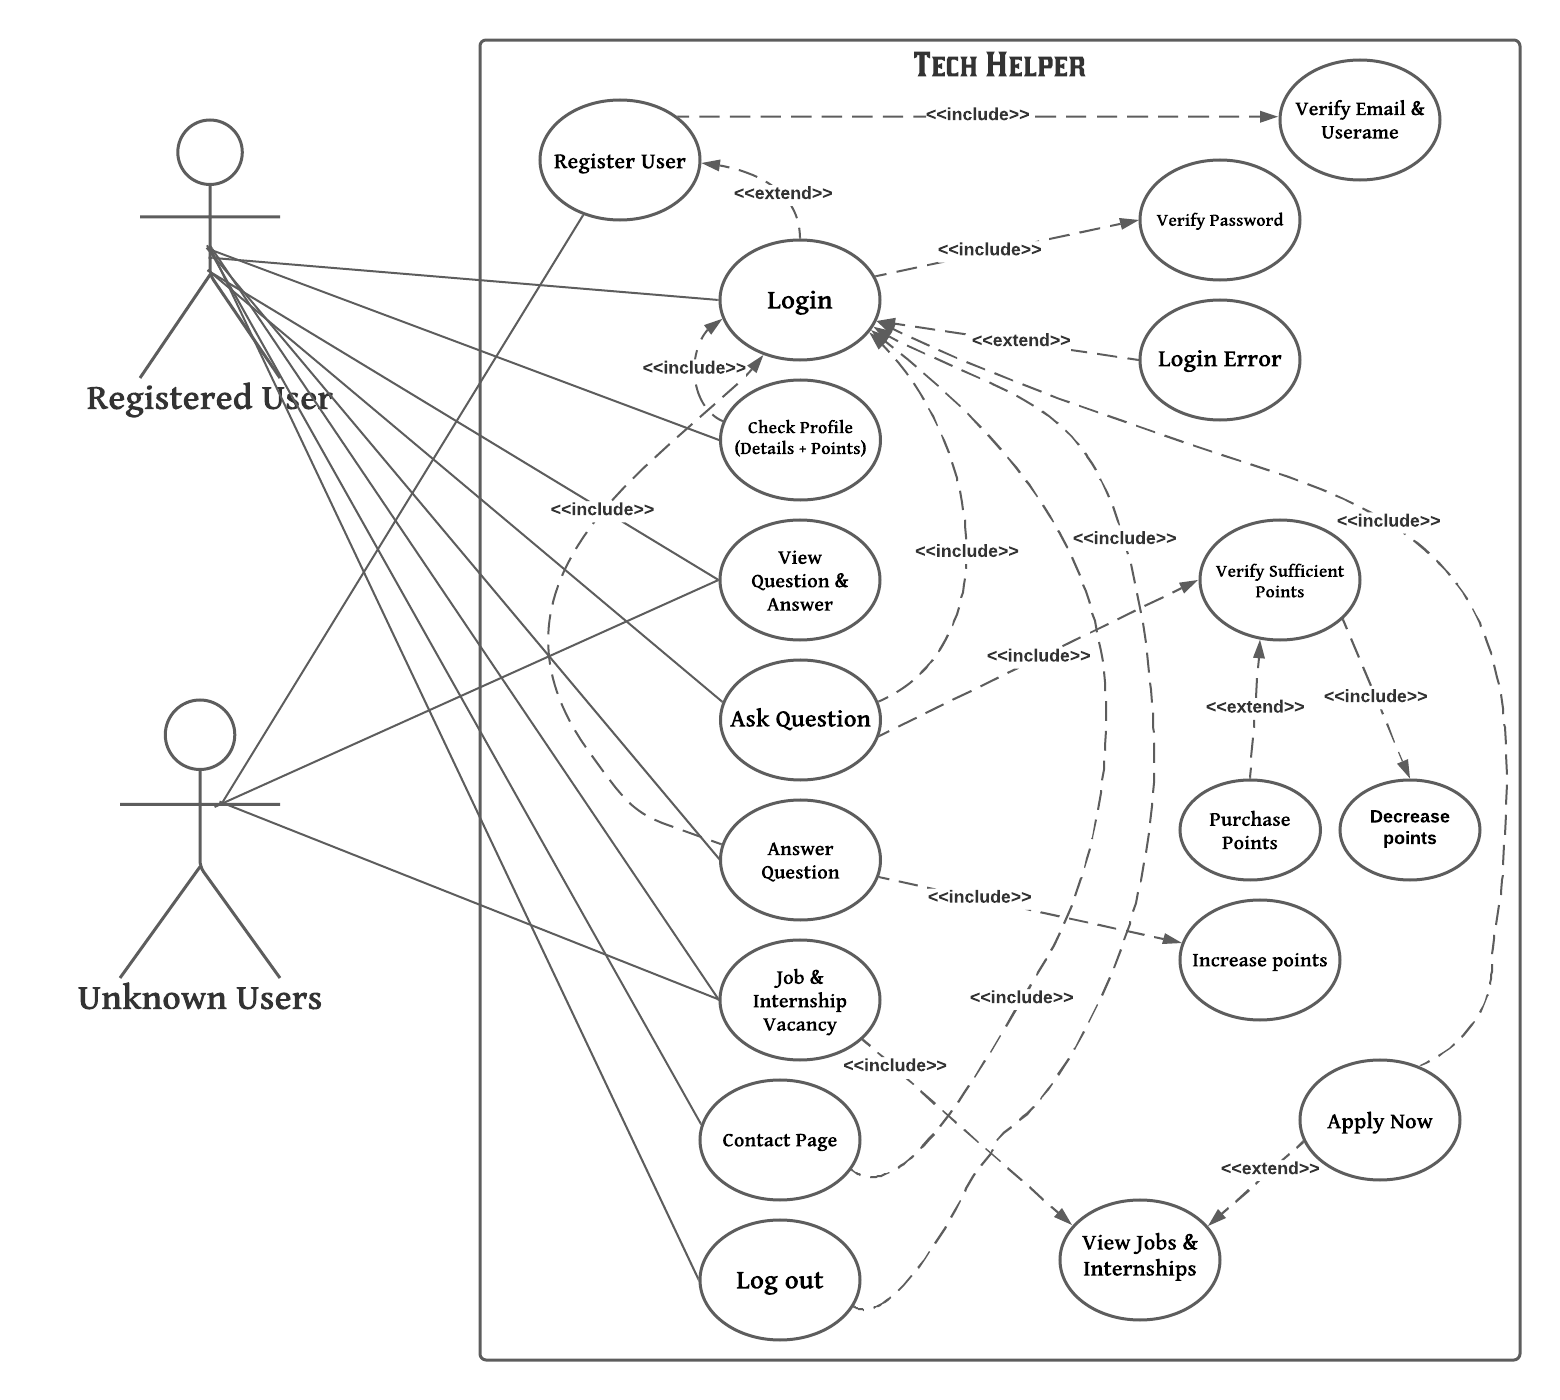 TECH HELPER
<<include>>
Verify Email &
Userame
Register User
<<extend>>
Verify Password
<<include>>
Login
<<extend>>
Login Error
<<include>>
Registered User
Check Profile
(Details + Points)
<<include>>
<<include>>
<<include>>
<<include>>
View
Question &
Answer
Verify Sufficient
Points
<<include>>
<<extend>>
<<include>>
Ask Question
Purchase
Points
Decrease
points
Answer
Question
<<include>>
Increase points
Unknown Users
Job &
Internship
Vacancy
<<include>>
<<include>>
Contact Page
Apply Now
<<extend>>
View Jobs &
Internships
Log out